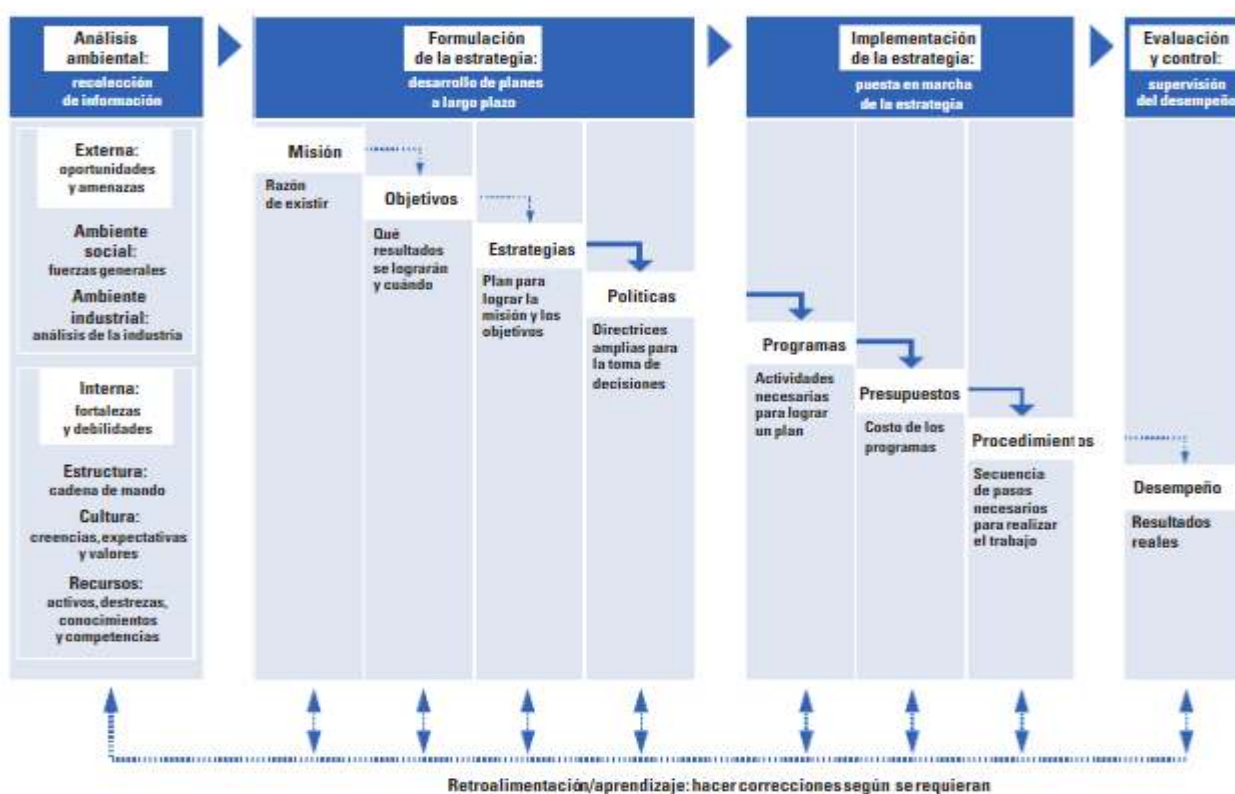 Análisis
ambiental:
recolección
de información
Externa:
oportunidades
y amenazas
Ambiente
social:
fuerzas generales
Ambiente
industrial:
análisis de la industria
Interna:
fortalezas
y debilidades
Estructura:
cadena de mando
Cultura:
creencias, expectativas
y valores
Recursos:
activos, destrezas,
conocimientos
y competencias
Formulación
de la estrategia:
desarrollo de planes
a largo plazo
Misión
Razón
de existir
Objetivos
Qué
resultados
se lograrán
y cuándo
Estrategias
Plan para
lograr la
misión y los
objetivos
Políticas
Directrices
amplias para
la toma de
decisiones
Implementación
de la estrategia:
puesta en marcha
de la estrategia
Programas
Actividades
necesarias
para lograr
un plan
Presupuestos
Costo de los
programas
Procedimientos
Secuencia
de pasos
necesarios
para realizar
el trabajo
Evaluación
y control:
supervisión
del desempeño
Desempeño
Resultados
reales
Retroalimentación/aprendizaje: hacer correcciones según se requieran